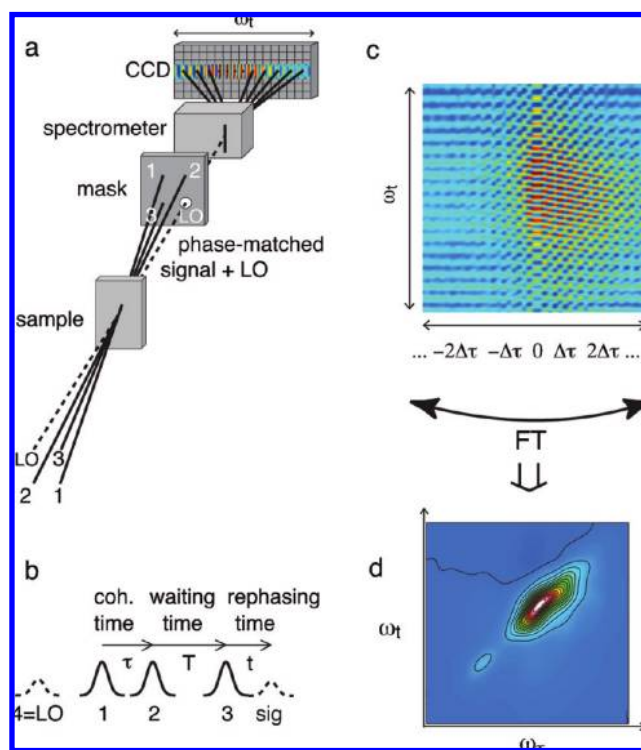 a
ωt
CCD
spectrometer
mask
1 2
3 LO
phase-matched
signal + LO
sample
LO 3
2 1
b
coh. waiting rephasing
time time time
τ T t
4=LO 1 2 3 sig
c
ωt
... −2Δτ −Δτ 0 Δτ 2Δτ ...
FT
d
ωt
ωτ